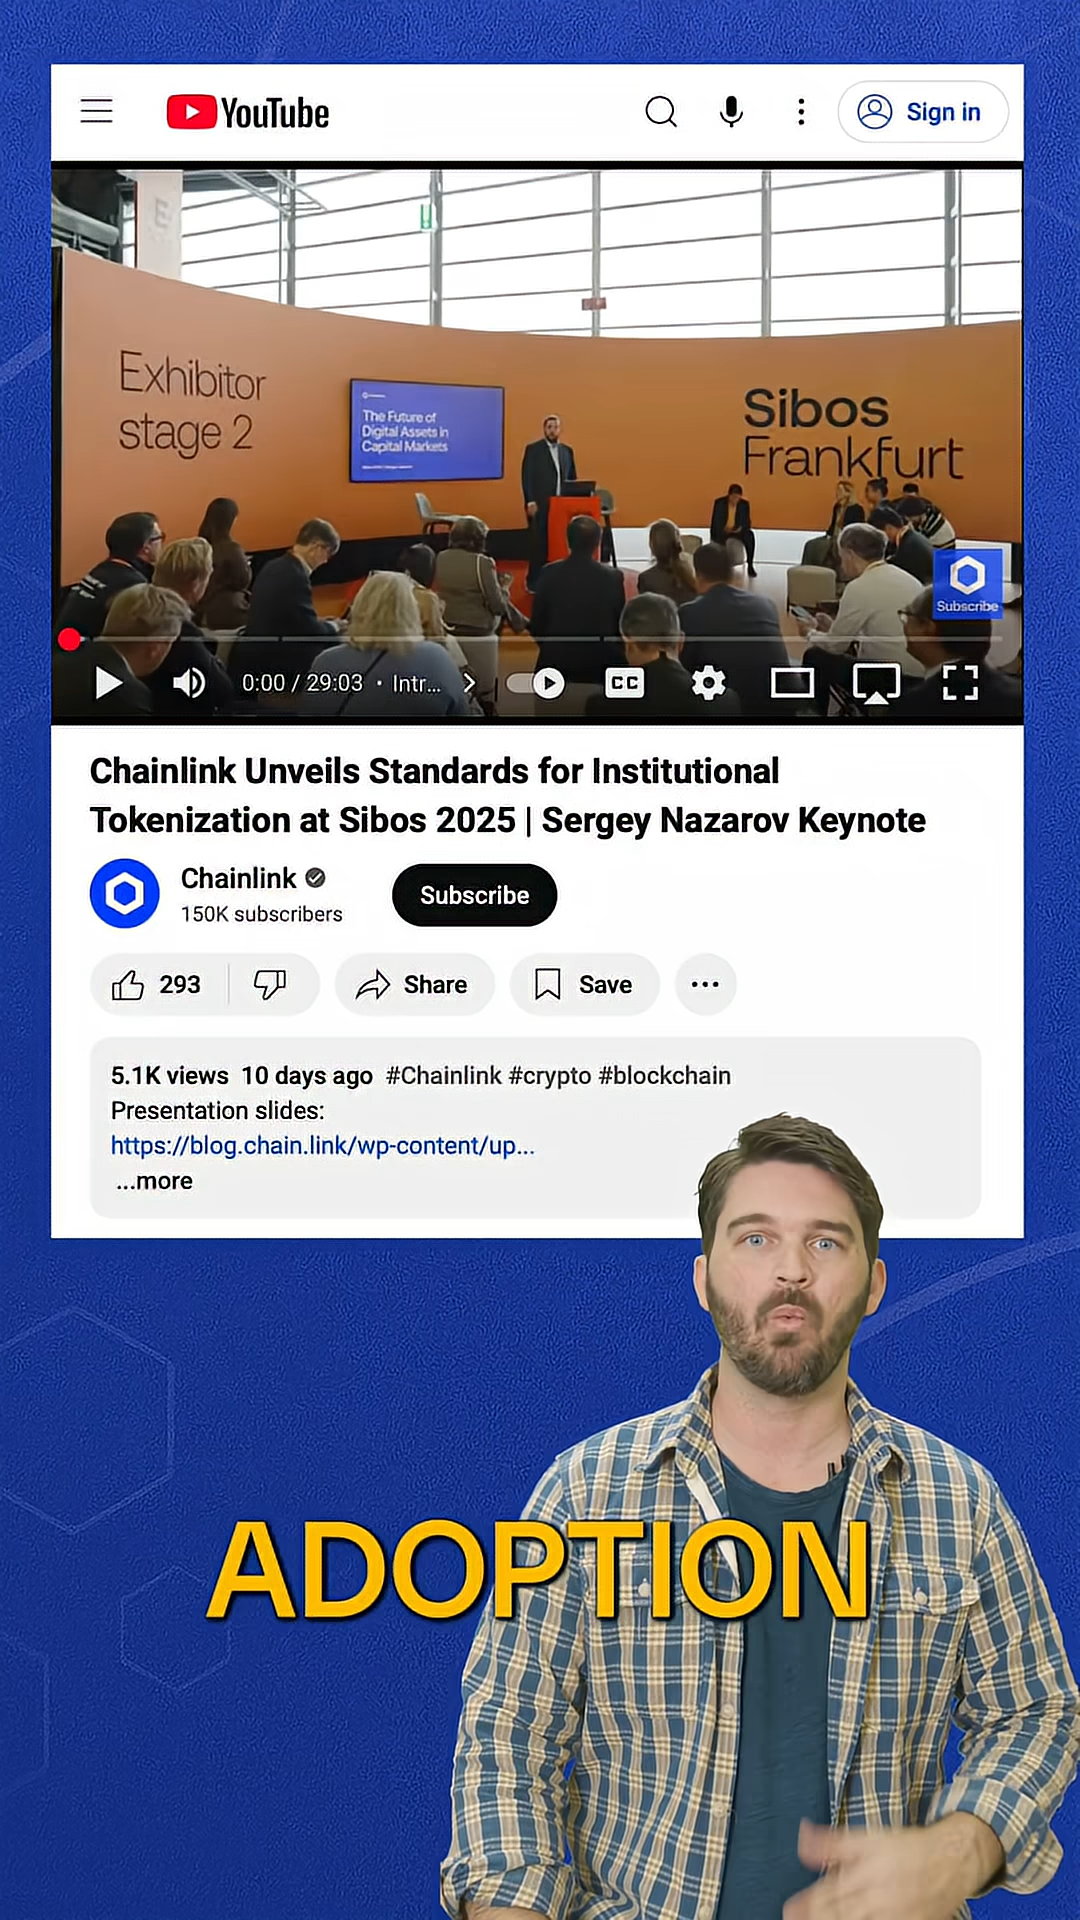 YouTube
Sign in
Exhibitor
stage 2
The Future of
Digital Assets in
Capital Markets
Sibos
Frankfurt
Subscribe
0:00 / 29:03 • Intr...
CC
Chainlink Unveils Standards for Institutional
Tokenization at Sibos 2025 | Sergey Nazarov Keynote
Chainlink
150K subscribers
Subscribe
293
Share
Save
5.1K views 10 days ago #Chainlink #crypto #blockchain
Presentation slides:
https://blog.chain.link/wp-content/up...
...more
ADOPTION